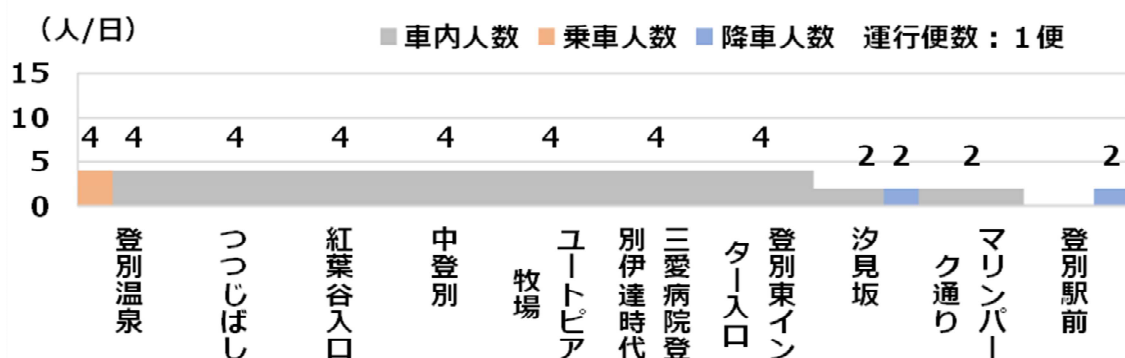 （人/日）
■車内人数 ■乗車人数 ■降車人数 運行便数：１便
15
10
5
0
4 4 4 4 4 4 4 4 2 2 2 2
登別温泉
つつじばし
紅葉谷入口
中登別
ユートピア
牧場
三愛病院登
別伊達時代
登別東イン
ター入口
汐見坂
マリンパー
ク通り
登別駅前